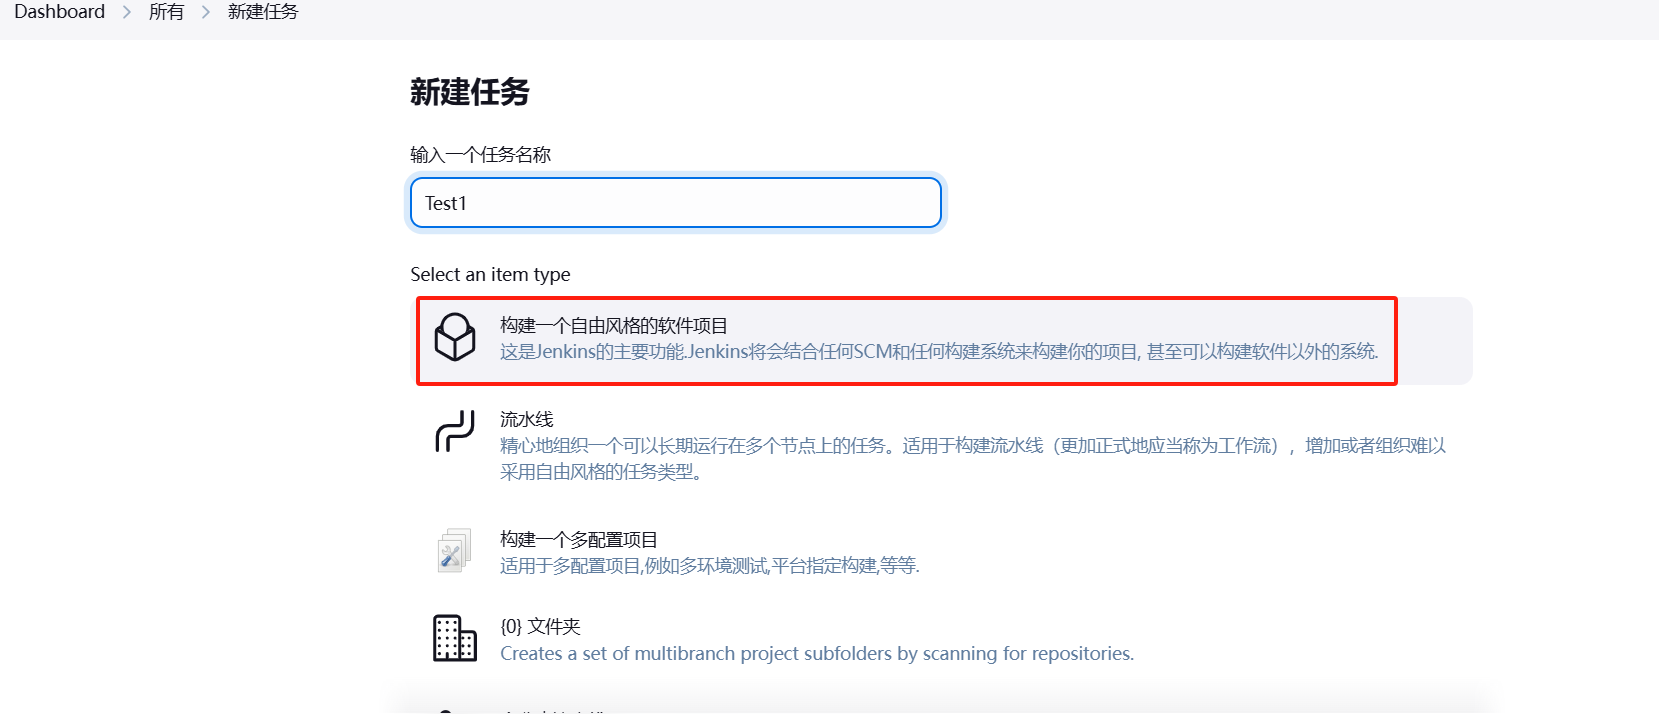 Dashboard > 所有 > 新建任务
新建任务
输入一个任务名称
Test1
Select an item type
构建一个自由风格的软件项目
这是Jenkins的主要功能.Jenkins将会结合任何SCM和任何构建系统来构建你的项目, 甚至可以构建软件以外的系统.
流水线
精心地组织一个可以长期运行在多个节点上的任务。适用于构建流水线（更加正式地应当称为工作流），增加或者组织难以
采用自由风格的任务类型。
构建一个多配置项目
适用于多配置项目,例如多环境测试,平台指定构建,等等.
{0} 文件夹
Creates a set of multibranch project subfolders by scanning for repositories.